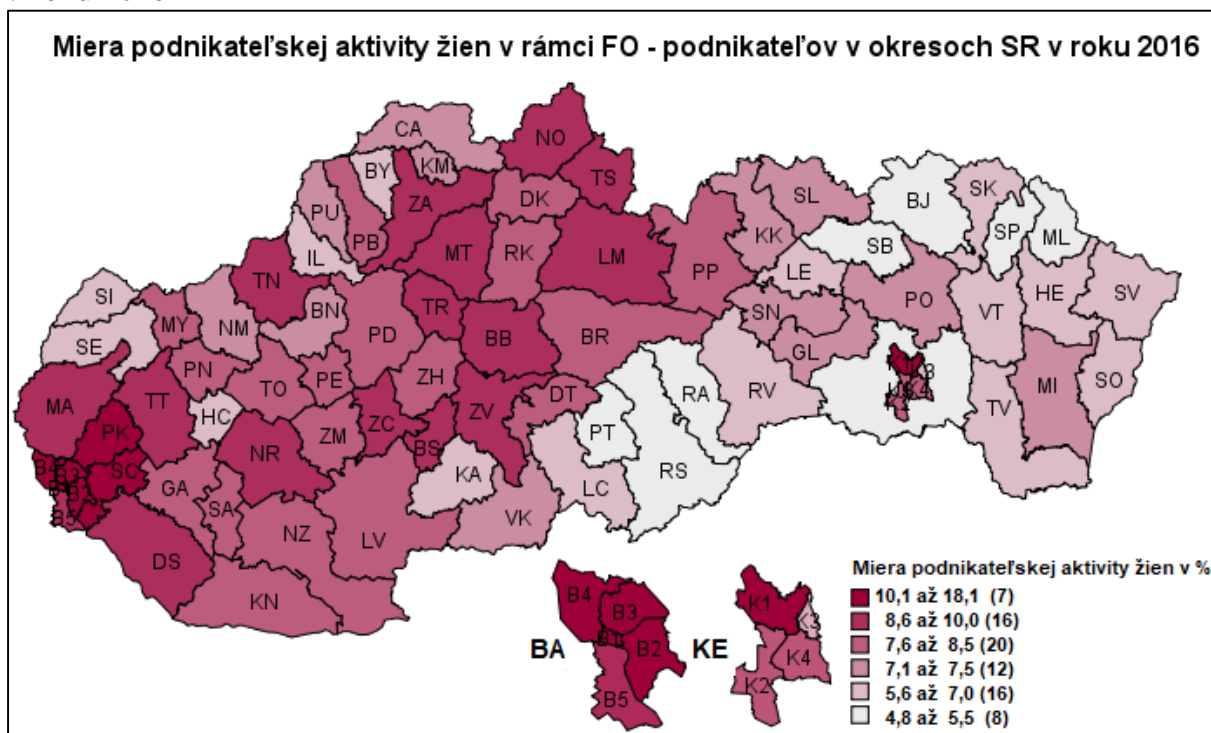 Miera podnikateľskej aktivity žien v rámci FO - podnikateľov v okresoch SR v roku 2016
CA
NO
BY
KM
TS
PU
ZA
DK
SL
BJ
SK
PB
MT
RK
LM
PP
KK
SB
SP
ML
IL
LE
TN
HE
SV
SI
BN
PO
MY
NM
TR
SN
VT
SE
PD
BB
BR
GL
PN
TO
PE
ZH
DT
RA
RV
MI
SO
MA
TT
HC
ZM
ZC
ZV
PT
TV
PK
NR
BS
RS
SC
KA
LC
GA
SA
VK
B5
NZ
LV
DS
KN
Miera podnikateľskej aktivity žien v %
10,1 až 18,1 (7)
8,6 až 10,0 (16)
7,6 až 8,5 (20)
7,1 až 7,5 (12)
5,6 až 7,0 (16)
4,8 až 5,5 (8)
BA
B4
B3
B1
B2
B5
KE
K1
K4
K2